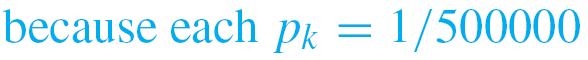 because each $p_k = 1/500000$